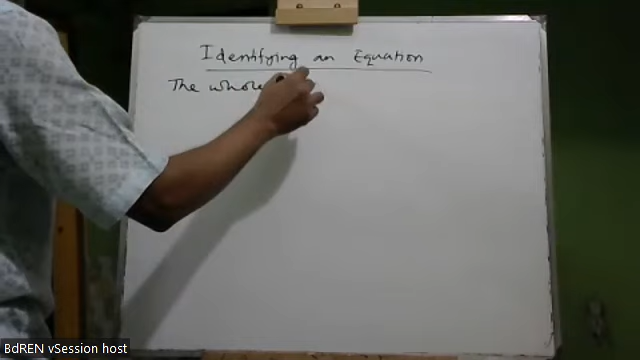 Identifying an Equation
The whole
BdREN vSession host